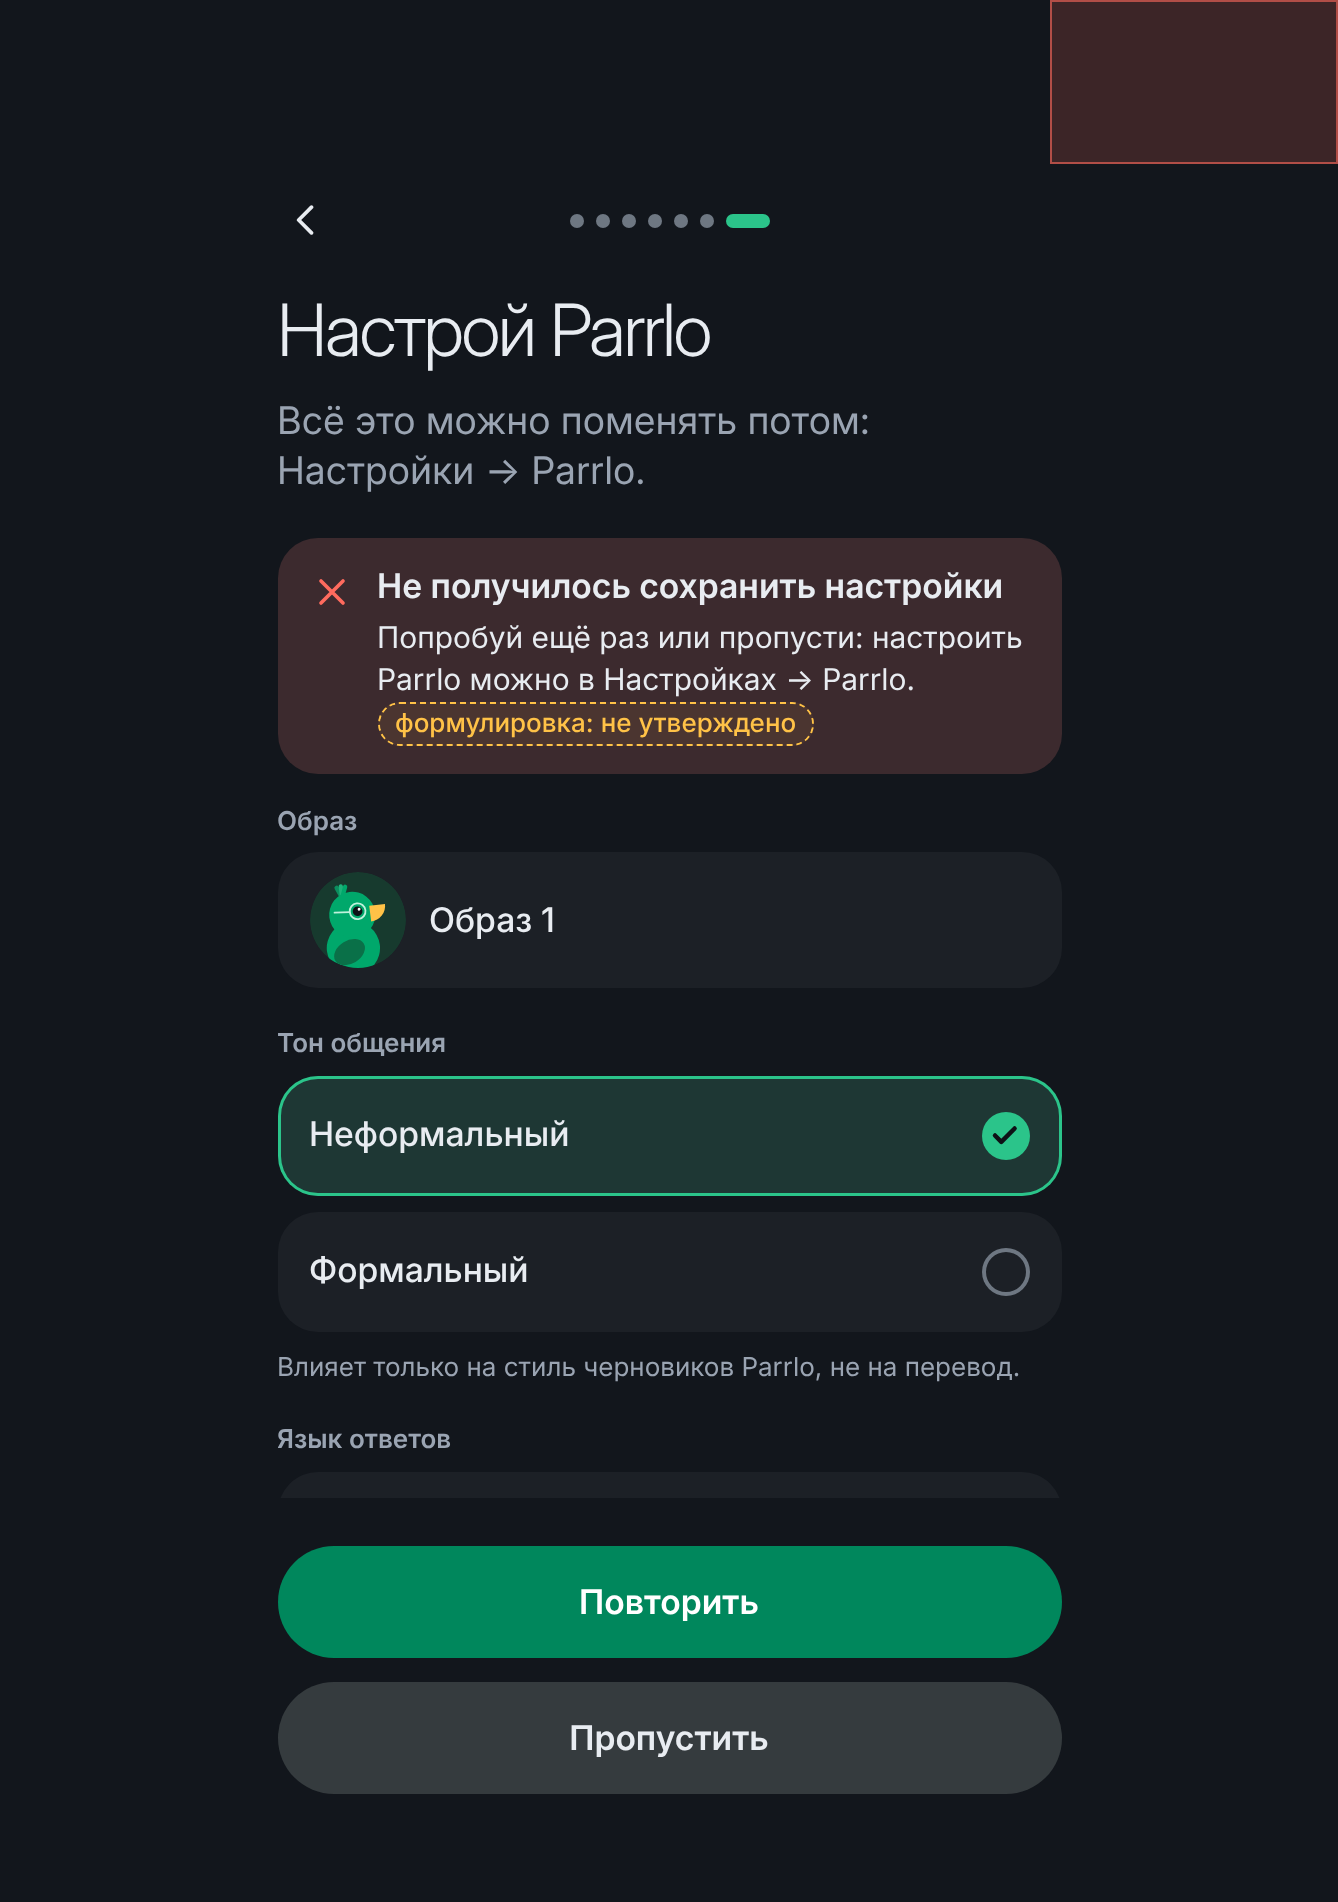 Настрой Parrlo
Всё это можно поменять потом:
Настройки → Parrlo.
Не получилось сохранить настройки
Попробуй ещё раз или пропусти: настроить
Parrlo можно в Настройках → Parrlo.
формулировка: не утверждено
Образ
Образ 1
Тон общения
Неформальный
Формальный
Влияет только на стиль черновиков Parrlo, не на перевод.
Язык ответов
Повторить
Пропустить